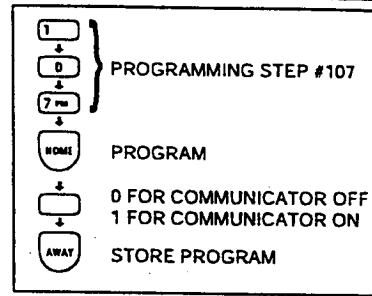 1
0 PROGRAMMING STEP #107
7 PM
HOME PROGRAM
0 FOR COMMUNICATOR OFF
1 FOR COMMUNICATOR ON
AWAY STORE PROGRAM